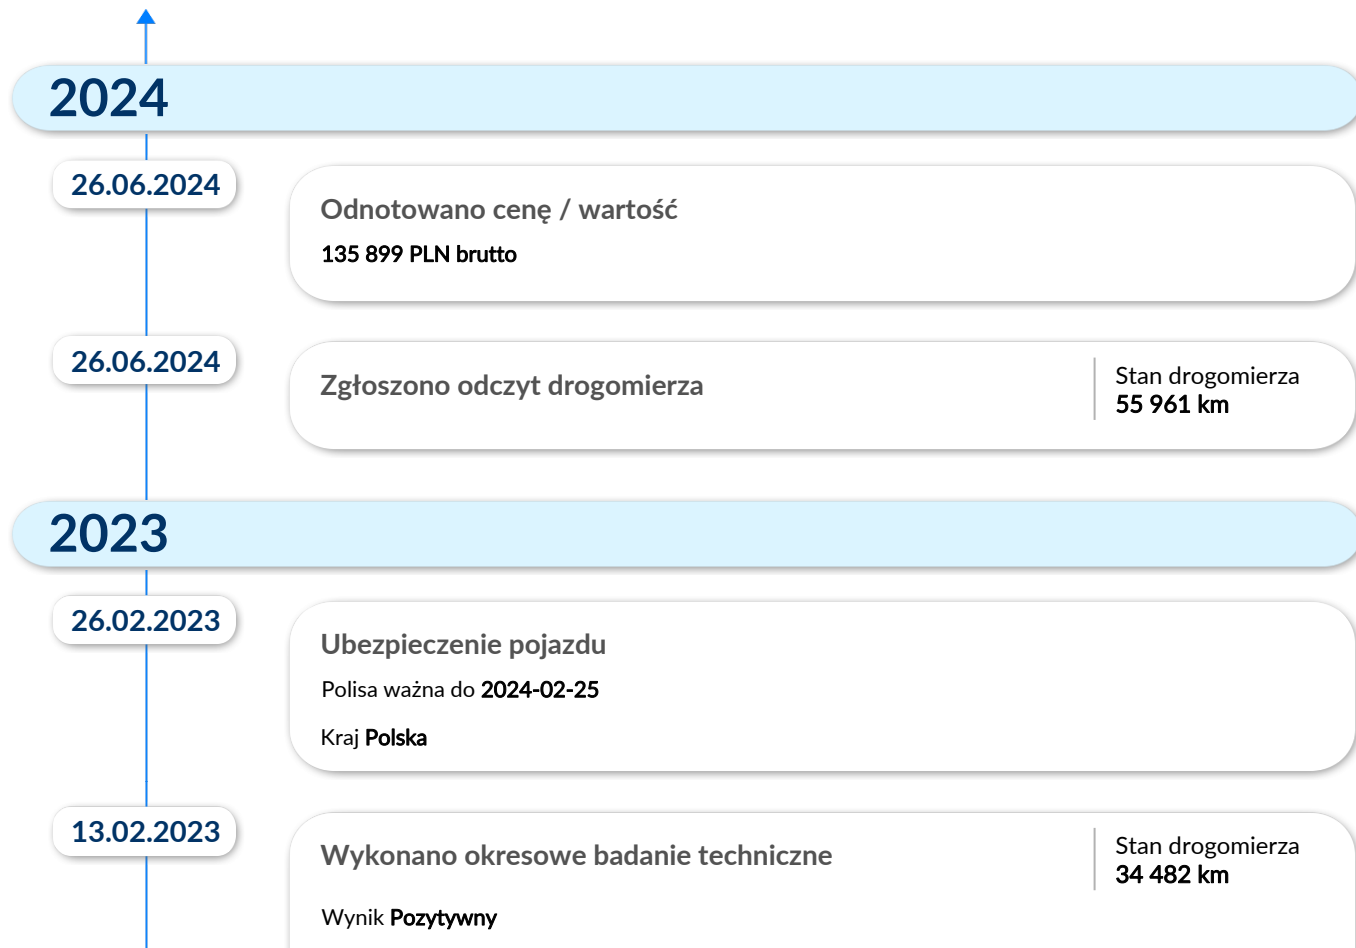 2024
26.06.2024
Odnotowano cenę / wartość
135 899 PLN brutto
26.06.2024
Zgłoszono odczyt drogomierza
Stan drogomierza
55 961 km
2023
26.02.2023
Ubezpieczenie pojazdu
Polisa ważna do 2024-02-25
Kraj Polska
13.02.2023
Wykonano okresowe badanie techniczne
Stan drogomierza
34 482 km
Wynik Pozytywny